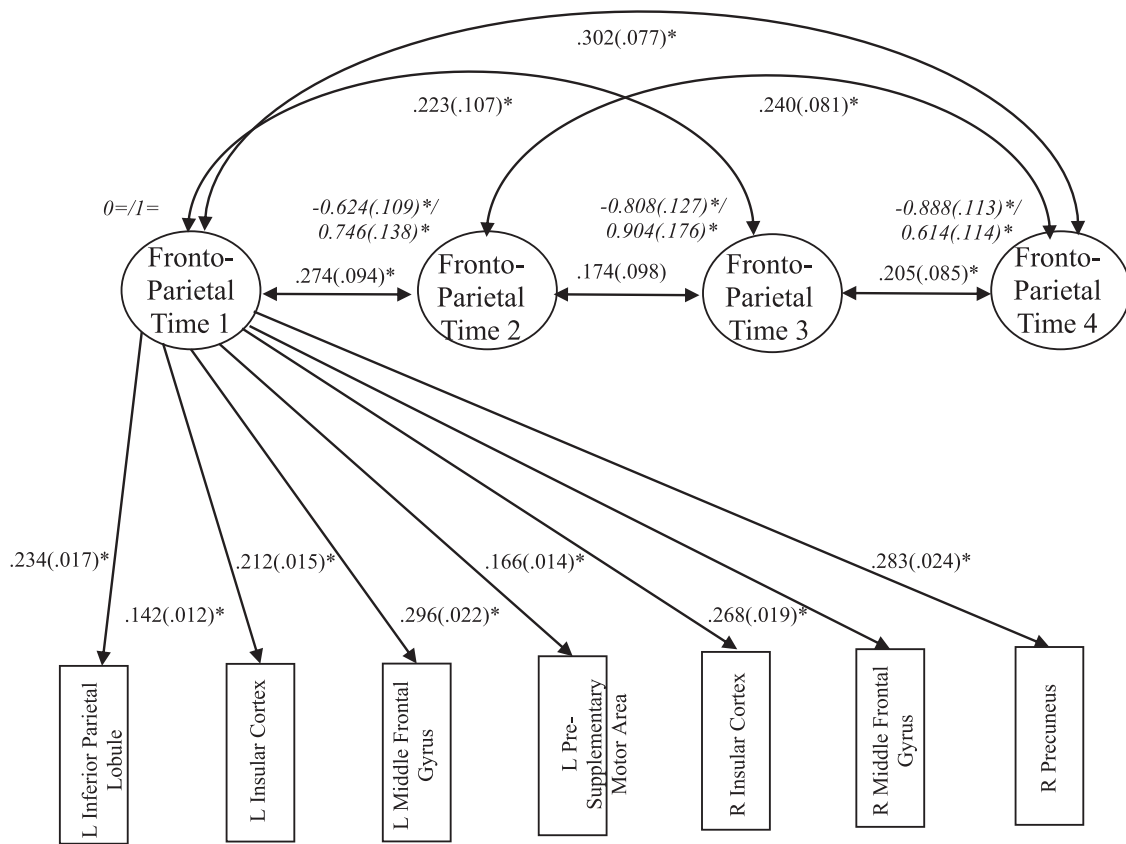 .302(.077)*
.223(.107)*
.240(.081)*
0=/1=
-0.624(.109)*/
0.746(.138)*
-0.808(.127)*/
0.904(.176)*
-0.888(.113)*/
0.614(.114)*
Fronto-
Parietal
Time 1
.274(.094)*
Fronto-
Parietal
Time 2
.174(.098)
Fronto-
Parietal
Time 3
.205(.085)*
Fronto-
Parietal
Time 4
.234(.017)*
.212(.015)*
.166(.014)*
.283(.024)*
.142(.012)*
.296(.022)*
.268(.019)*
L Inferior Parietal
Lobule
L Insular Cortex
L Middle Frontal
Gyrus
L Pre-
Supplementary
Motor Area
R Insular Cortex
R Middle Frontal
Gyrus
R Precuneus